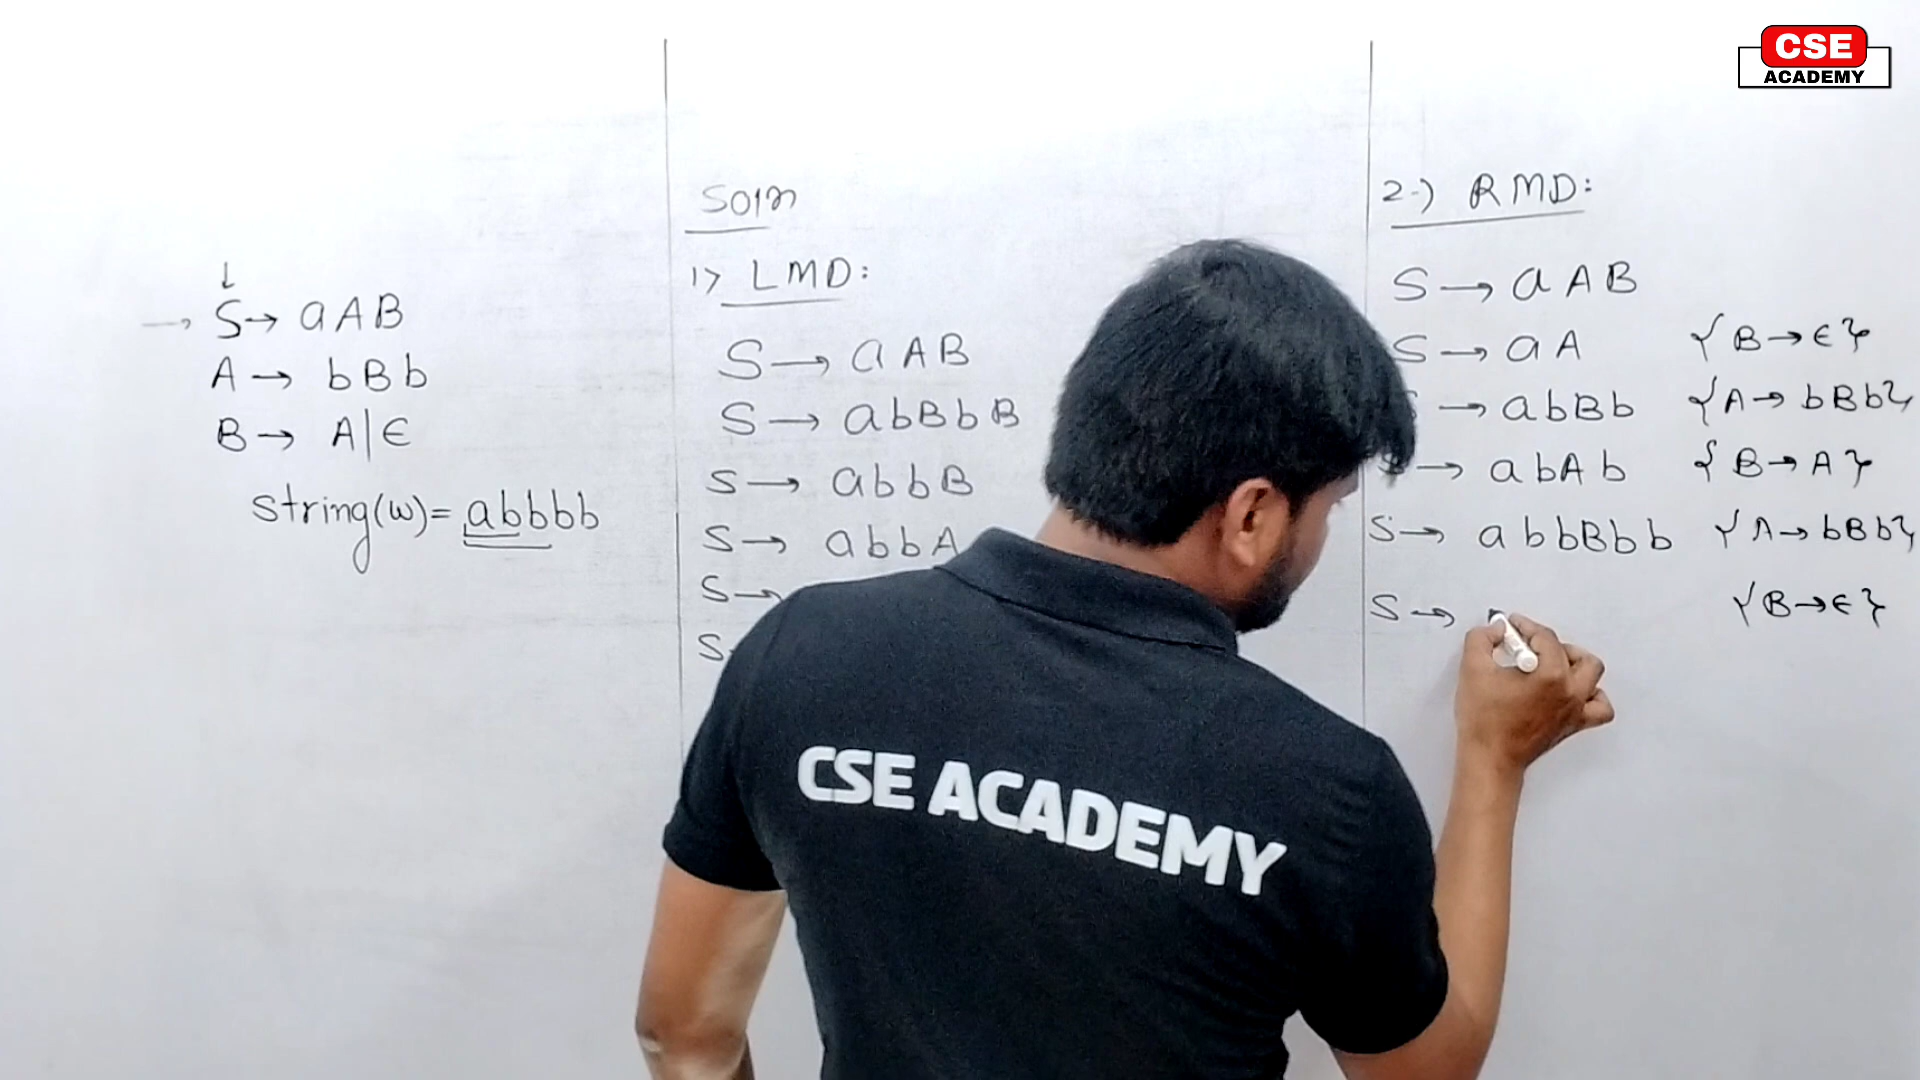 CSE
ACADEMY
S → aAB
A → bBb
B → A|ϵ
string(w)= abbbb
Soln
1) LMD:
S → aAB
S → abBbB
S → abbB
S → abbA
S →
S
2.) RMD:
S → aAB
S → aA {B → ϵ}
→ abBb {A → bBb}
S → abAb {B → A}
S → abbBbb {A → bBb}
S → {B → ϵ}
CSE ACADEMY